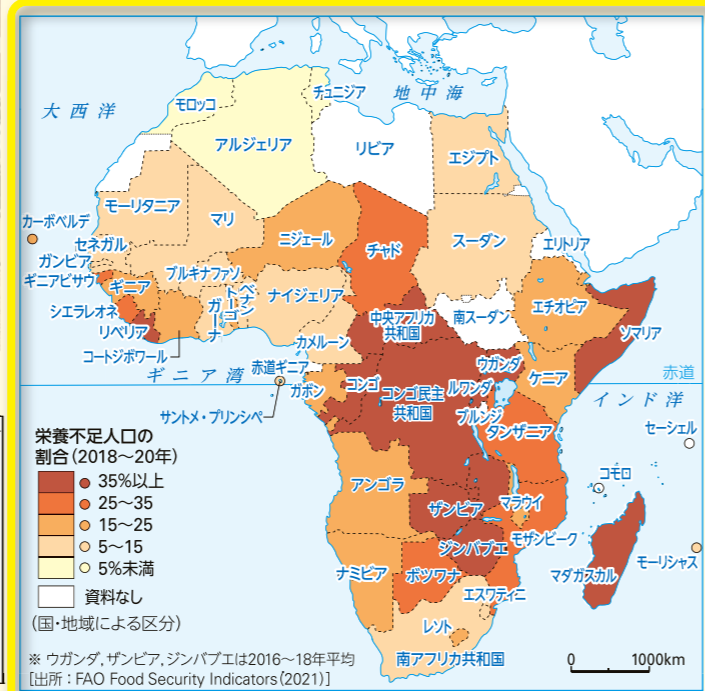 大西洋
地中海
モロッコ
チュニジア
アルジェリア
リビア
エジプト
モーリタニア
マリ
ニジェール
チャド
スーダン
エリトリア
カーボベルデ
セネガル
ガンビア
ギニアビサウ
ギニア
ブルキナファソ
ベナン
トーゴ
ガーナ
ナイジェリア
シエラレオネ
リベリア
コートジボワール
カメルーン
中央アフリカ
共和国
南スーダン
エチオピア
ソマリア
ギニア湾
赤道ギニア
ガボン
コンゴ
コンゴ民主
共和国
ウガンダ
ルワンダ
ブルンジ
ケニア
赤道
インド洋
サントメ・プリンシペ
タンザニア
セーシェル
コモロ
アンゴラ
ザンビア
マラウイ
モザンビーク
ジンバブエ
マダガスカル
モーリシャス
ナミビア
ボツワナ
エスワティニ
レソト
南アフリカ共和国
栄養不足人口の
割合(2018～20年)
35%以上
25～35
15～25
5～15
5%未満
資料なし
(国・地域による区分)
※ ウガンダ,ザンビア,ジンバブエは2016～18年平均
[出所:FAO Food Security Indicators(2021)]
0 1000km